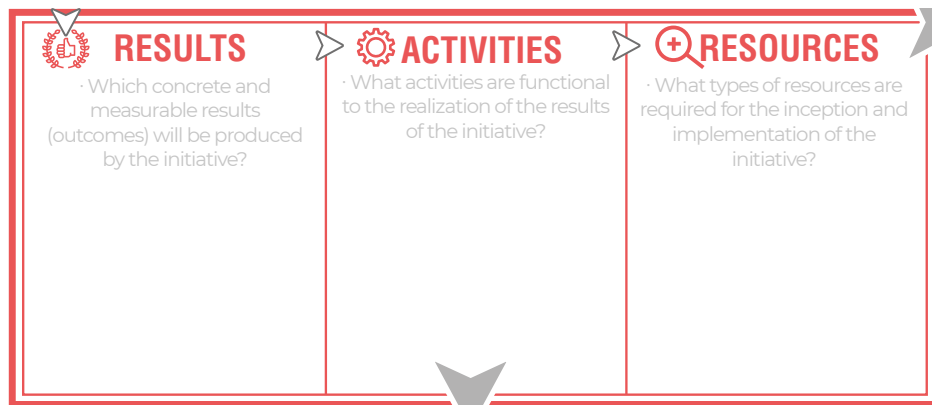 RESULTS
· Which concrete and
measurable results
(outcomes) will be produced
by the initiative?
ACTIVITIES
· What activities are functional
to the realization of the results
of the initiative?
RESOURCES
· What types of resources are
required for the inception and
implementation of the
initiative?